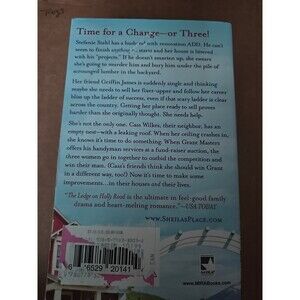 Time for a Change—or Three!
Stefanie Stahl has a husband with renovation ADD. He can't
seem to finish anything he starts and her house is littered
with his "projects." If he doesn't smarten up, she swears
she's going to murder him and bury him under the pile of
scrounged lumber in the backyard.
Her friend Griffin James is suddenly single and thinking
maybe she needs to sell her fixer-upper and follow her career
bliss up the ladder of success, even if that scary ladder is clear
across the country. Getting her place ready to sell proves
harder than she originally thought. She needs help.
She's not the only one. Cass Wilkes, their neighbor, has an
empty nest—with a leaking roof. When her ceiling crashes in,
she knows it's time to do something. When Grant Masters
offers his handyman services at a fund-raiser auction, the
three women go in together to outbid the competition and
win their man. (Cass's friends think she should win Grant
in a different way, too!) Now it's time to make some
improvements...in their houses and their lives.
The Lodge on Holly Road is the ultimate in feel-good family
drama and heart-melting romance." —USA TODAY
www.SheilasPlace.com
6529 20141
www.MIRABooks.com